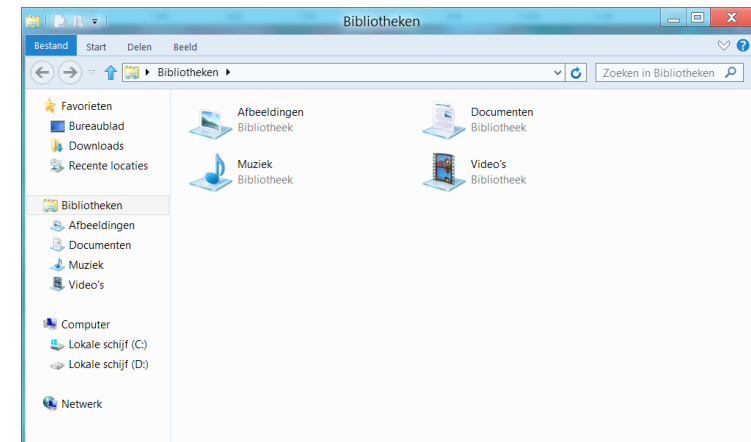 Bibliotheken
Bestand Start Delen Beeld
Bibliotheken
Zoeken in Bibliotheken
Favorieten
Bureaublad
Downloads
Recente locaties
Bibliotheken
Afbeeldingen
Documenten
Muziek
Video's
Computer
Lokale schijf (C:)
Lokale schijf (D:)
Netwerk
Afbeeldingen
Bibliotheek
Documenten
Bibliotheek
Muziek
Bibliotheek
Video's
Bibliotheek